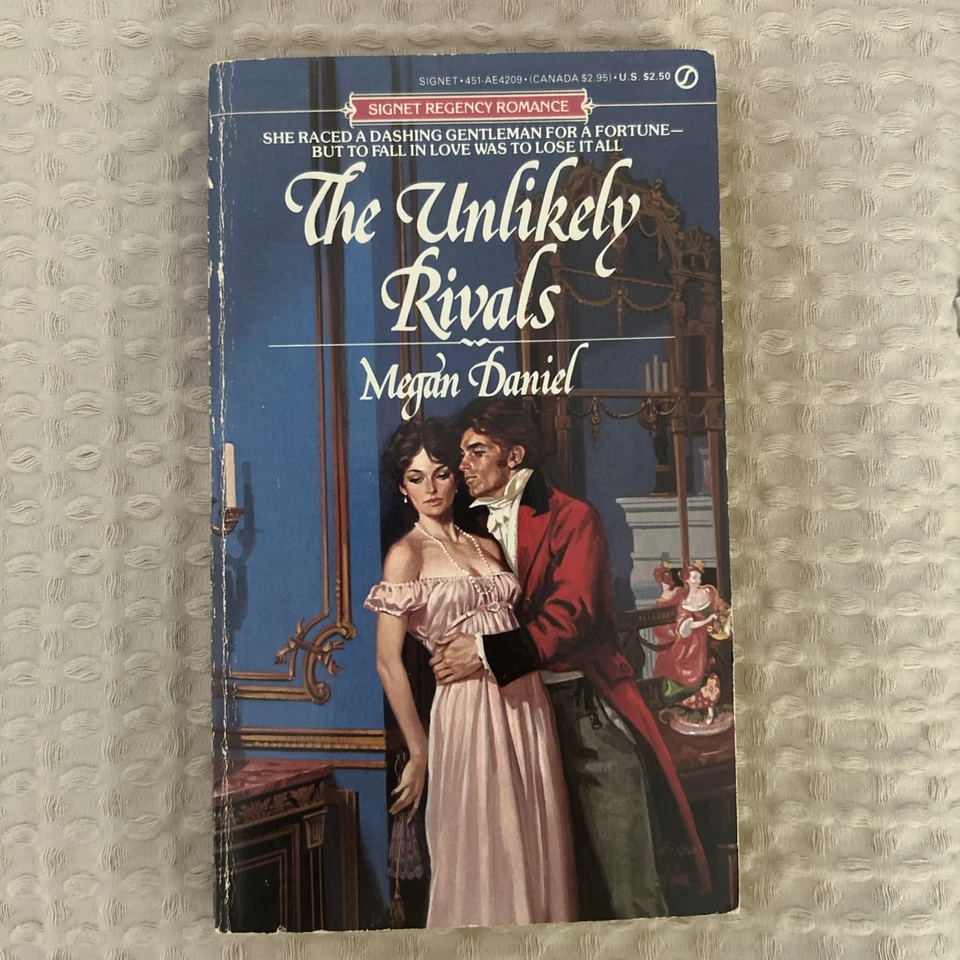 SIGNET • 451-AE4209 • (CANADA $2.95) • U.S. $2.50
SIGNET REGENCY ROMANCE
SHE RACED A DASHING GENTLEMAN FOR A FORTUNE—
BUT TO FALL IN LOVE WAS TO LOSE IT ALL
The Unlikely
Rivals
Megan Daniel